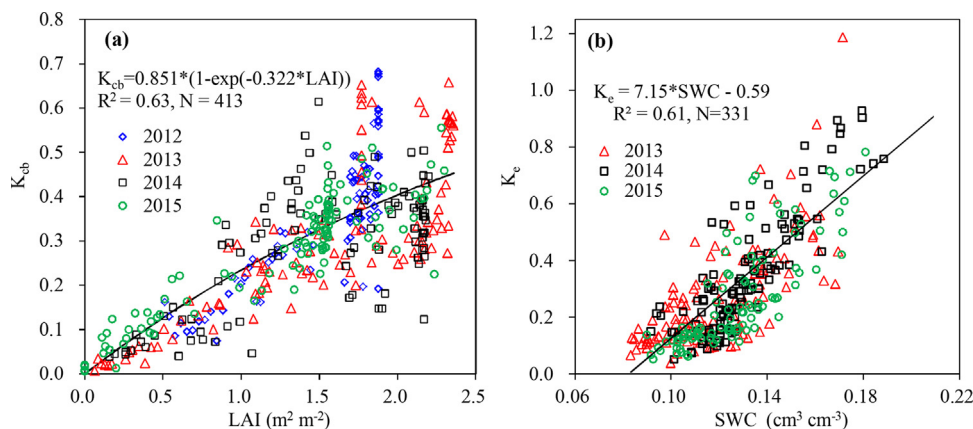 (a)
K_cb=0.851*(1-exp(-0.322*LAI))
R² = 0.63, N = 413
2012
2013
2014
2015
K_cb
0.8
0.7
0.6
0.5
0.4
0.3
0.2
0.1
0.0
0.0 0.5 1.0 1.5 2.0 2.5
LAI (m² m⁻²)
(b)
K_e = 7.15*SWC - 0.59
R² = 0.61, N=331
2013
2014
2015
K_e
1.2
1.0
0.8
0.6
0.4
0.2
0.0
0.06 0.10 0.14 0.18 0.22
SWC (cm³ cm⁻³)